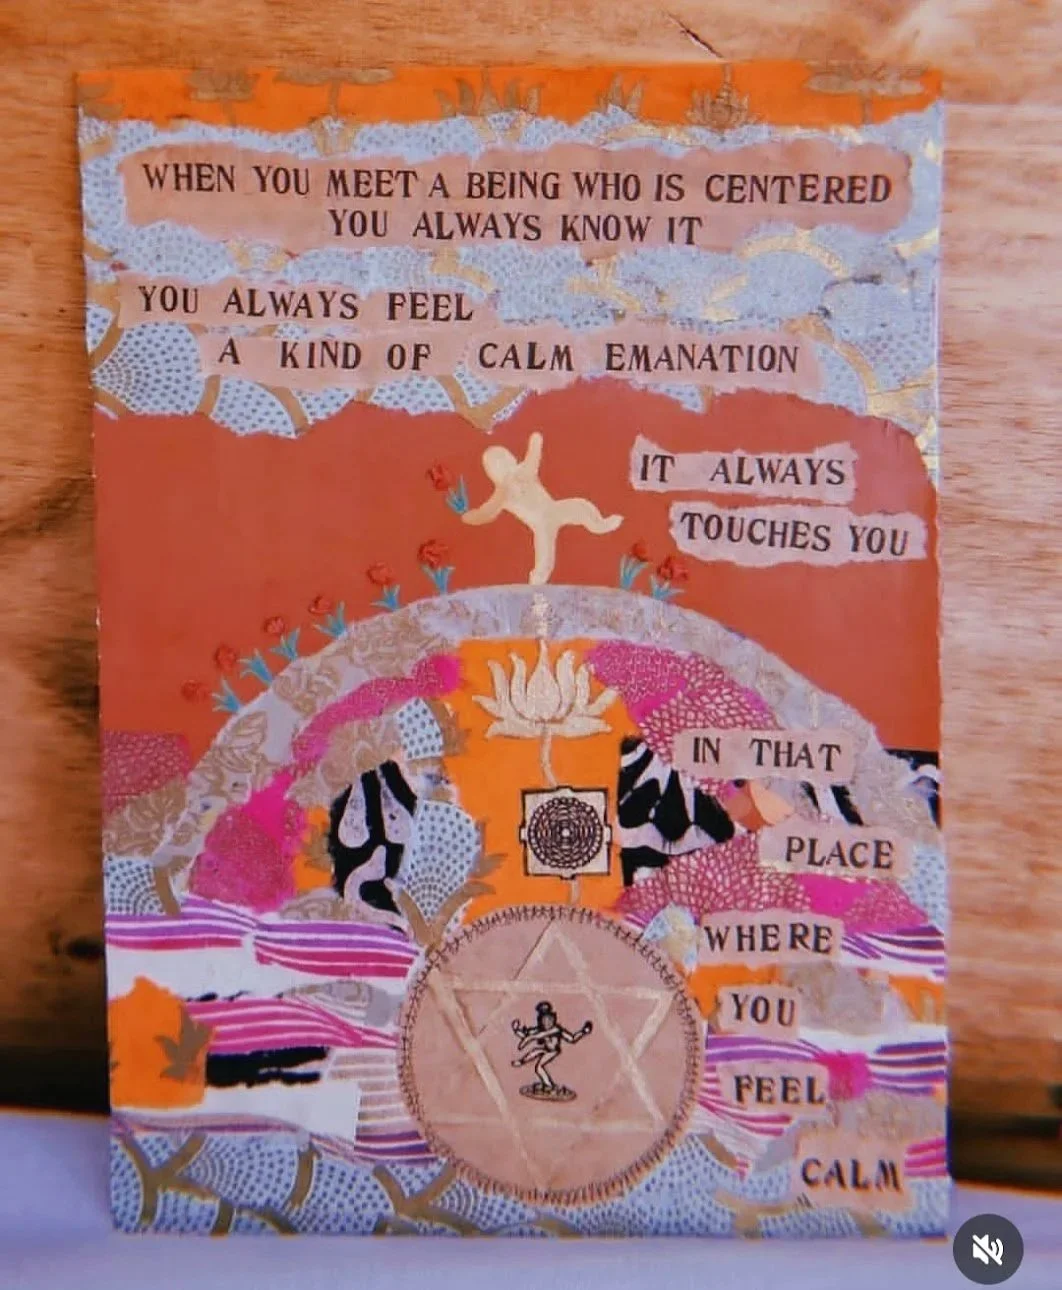 WHEN YOU MEET A BEING WHO IS CENTERED
YOU ALWAYS KNOW IT
YOU ALWAYS FEEL
A KIND OF CALM EMANATION
IT ALWAYS
TOUCHES YOU
IN THAT
PLACE
WHERE
YOU
FEEL
CALM